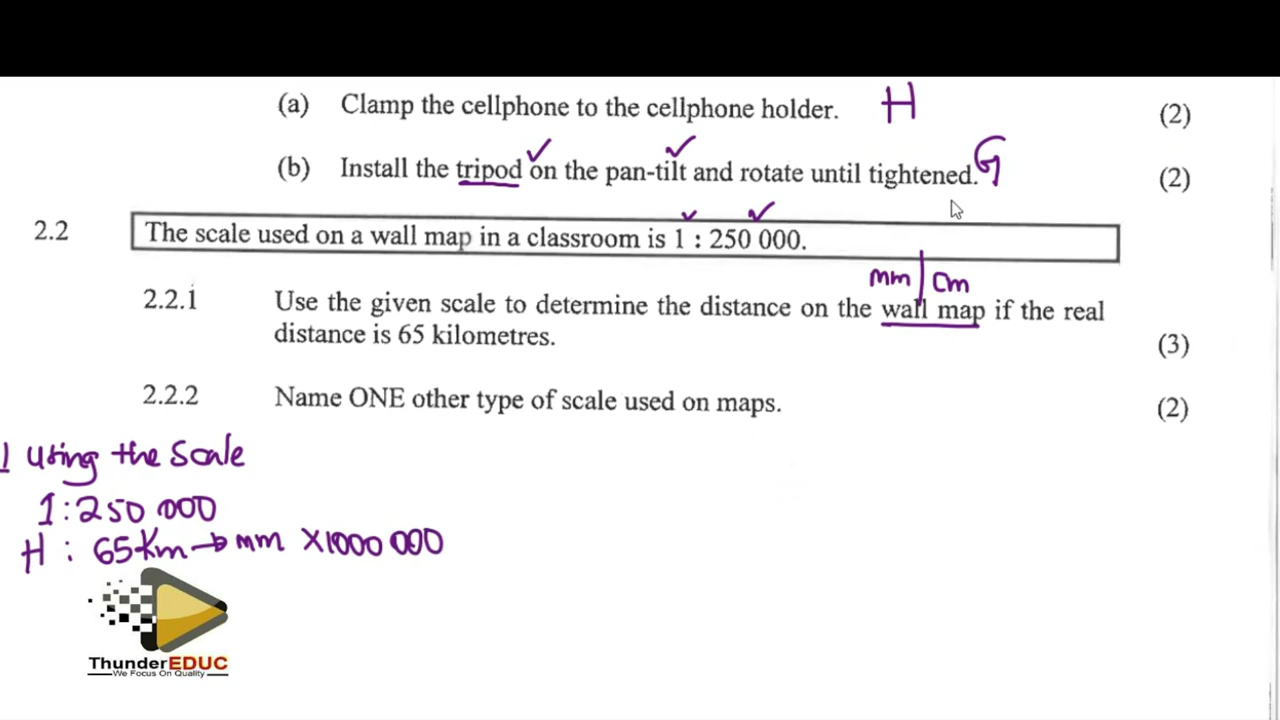 (a) Clamp the cellphone to the cellphone holder. H (2)
(b) Install the tripod on the pan-tilt and rotate until tightened. G (2)
2.2 The scale used on a wall map in a classroom is 1 : 250 000.
mm | cm
2.2.1 Use the given scale to determine the distance on the wall map if the real
distance is 65 kilometres. (3)
2.2.2 Name ONE other type of scale used on maps. (2)
1 Using the Scale
1:250 000
H : 65Km → mm X1000 000
ThunderEDUC
We Focus On Quality